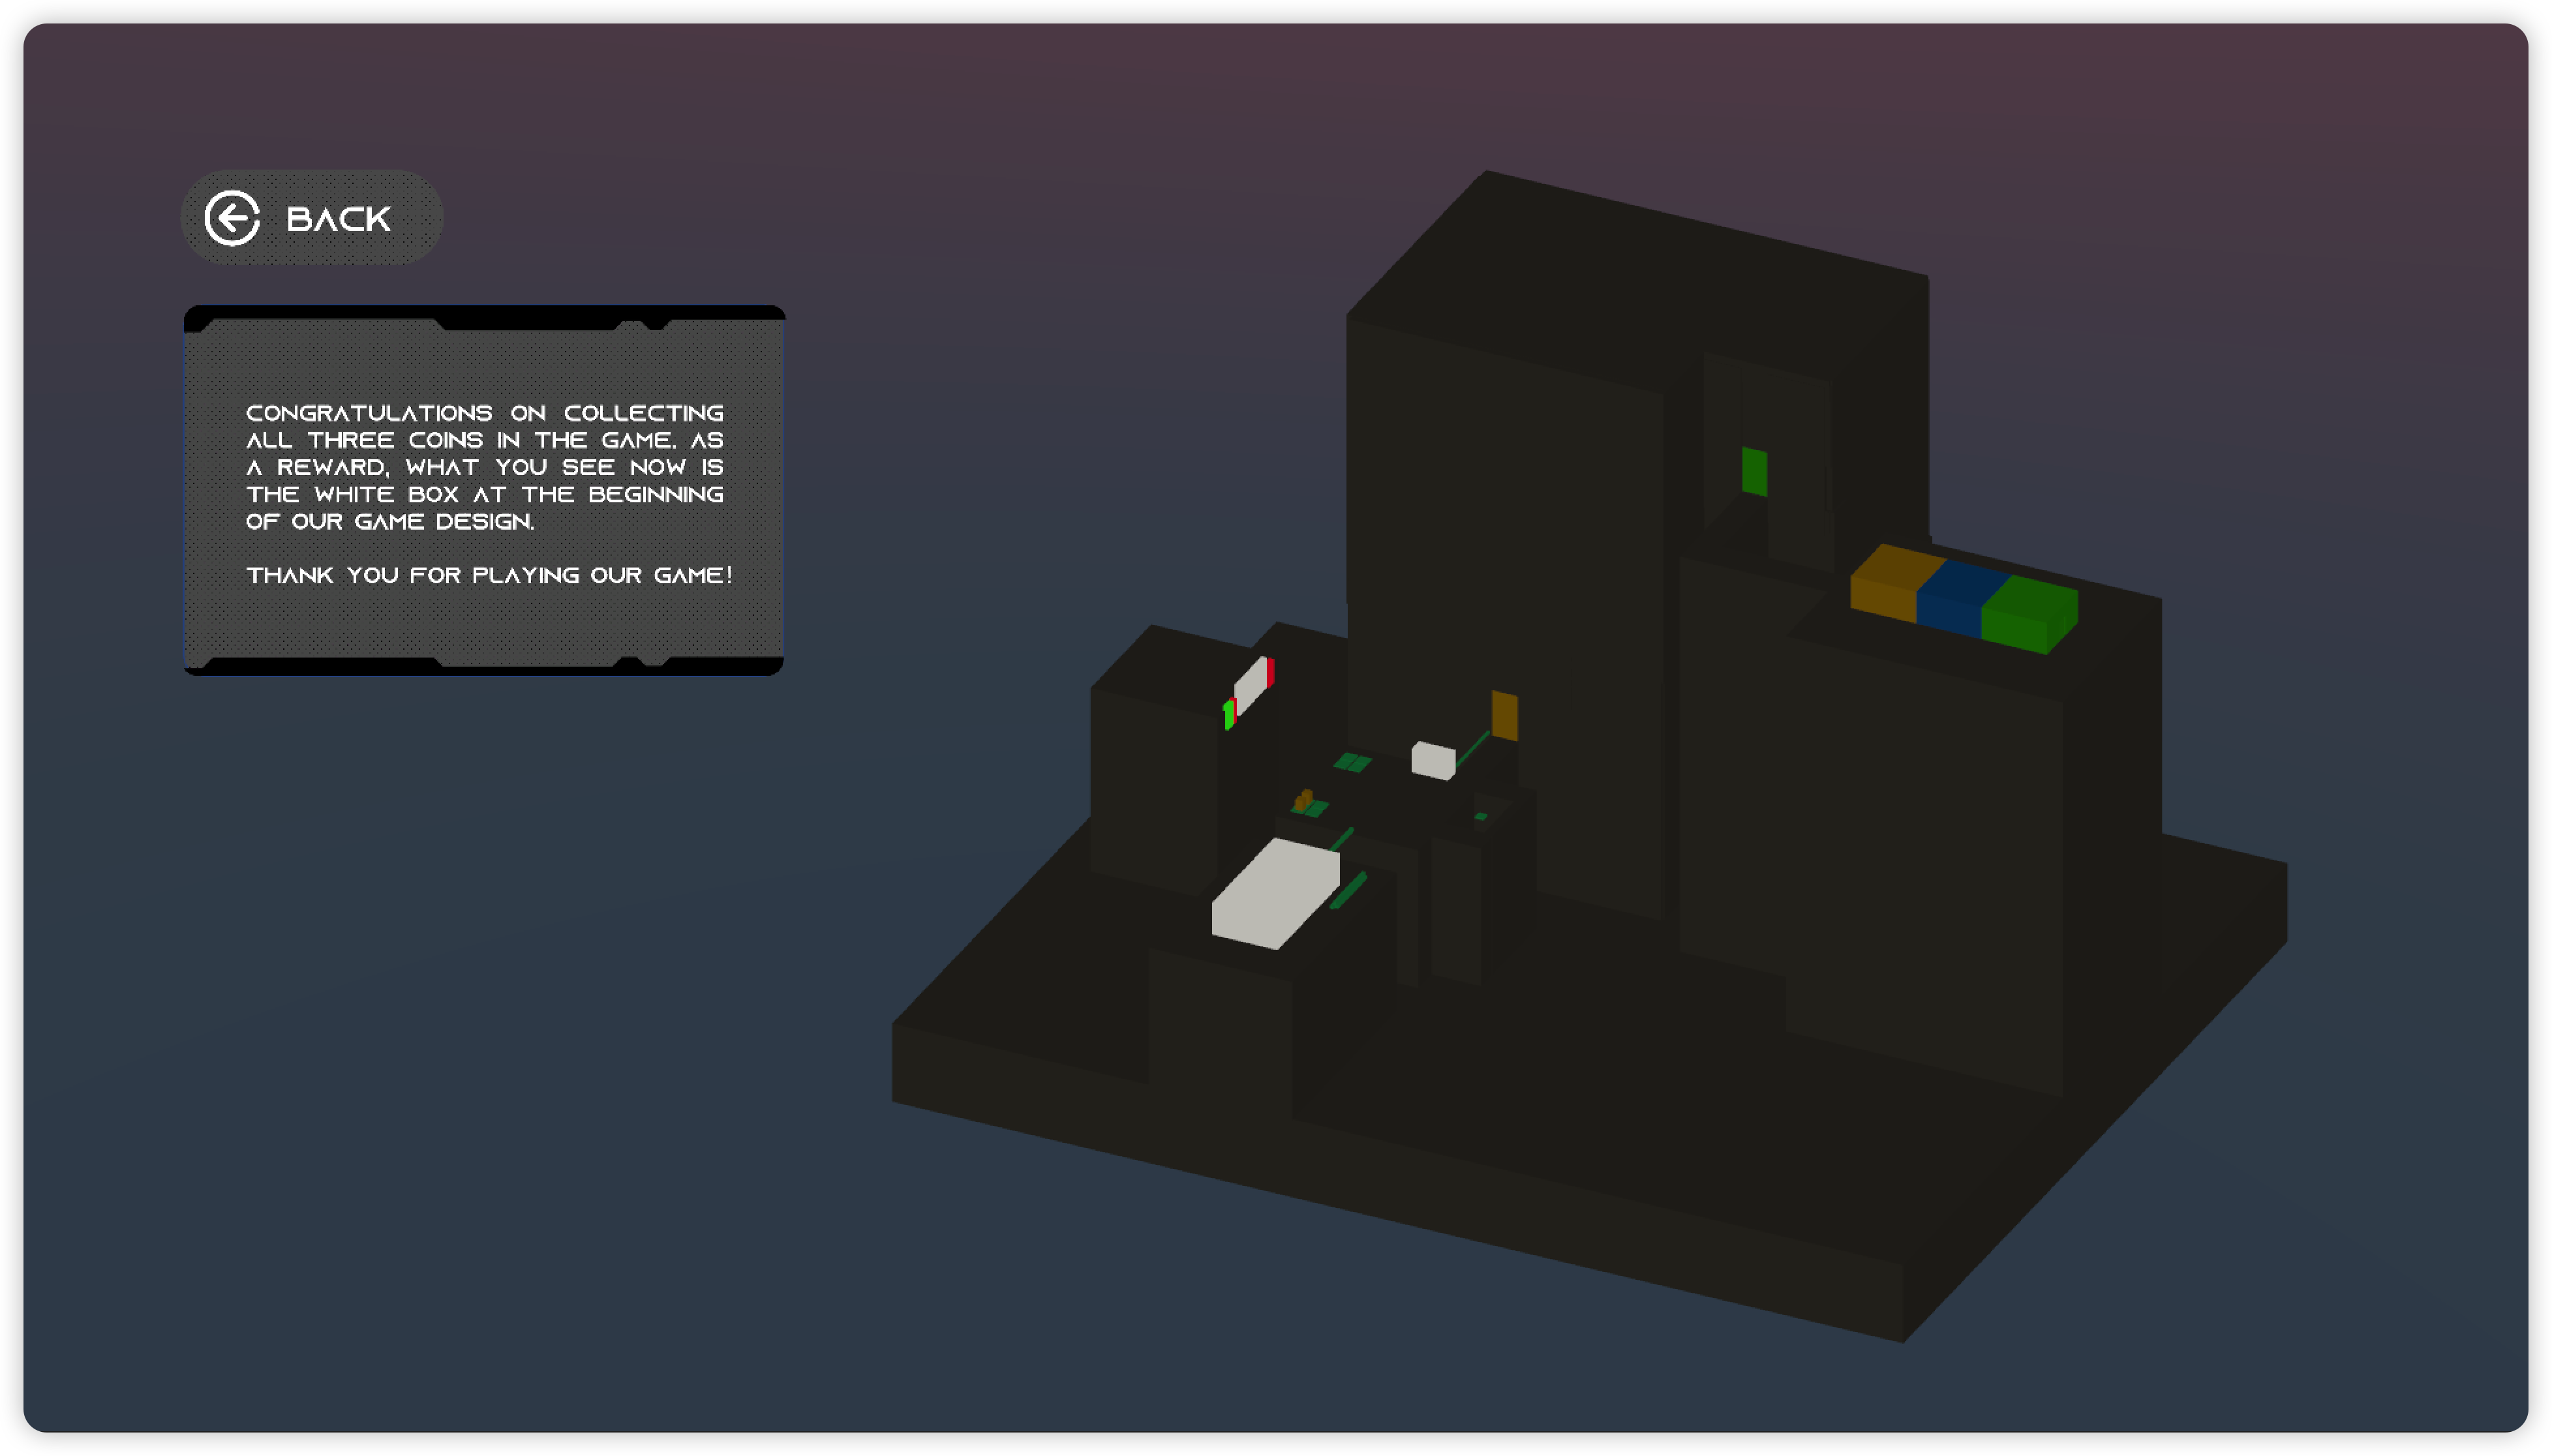 BACK
CONGRATULATIONS ON COLLECTING
ALL THREE COINS IN THE GAME. AS
A REWARD, WHAT YOU SEE NOW IS
THE WHITE BOX AT THE BEGINNING
OF OUR GAME DESIGN.
THANK YOU FOR PLAYING OUR GAME!